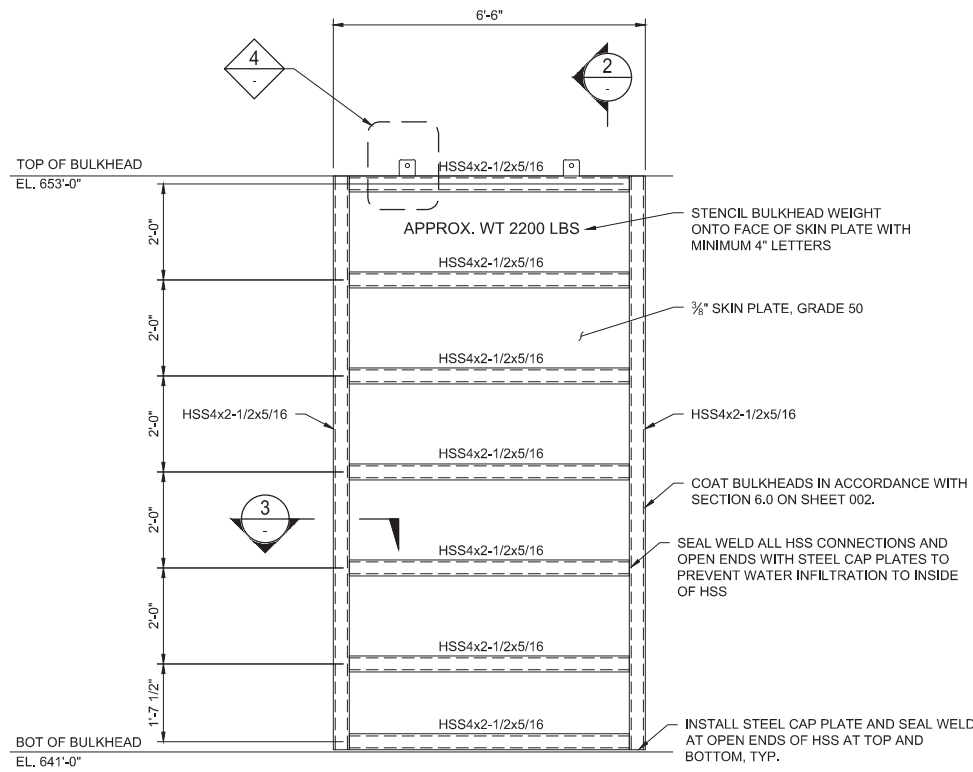 6'-6"
4
-
2
-
TOP OF BULKHEAD
EL. 653'-0"
HSS4x2-1/2x5/16
2'-0"
APPROX. WT 2200 LBS
STENCIL BULKHEAD WEIGHT
ONTO FACE OF SKIN PLATE WITH
MINIMUM 4" LETTERS
HSS4x2-1/2x5/16
2'-0"
⅜" SKIN PLATE, GRADE 50
HSS4x2-1/2x5/16
2'-0"
HSS4x2-1/2x5/16
HSS4x2-1/2x5/16
HSS4x2-1/2x5/16
COAT BULKHEADS IN ACCORDANCE WITH
SECTION 6.0 ON SHEET 002.
3
-
2'-0"
SEAL WELD ALL HSS CONNECTIONS AND
OPEN ENDS WITH STEEL CAP PLATES TO
PREVENT WATER INFILTRATION TO INSIDE
OF HSS
HSS4x2-1/2x5/16
2'-0"
HSS4x2-1/2x5/16
1'-7 1/2"
HSS4x2-1/2x5/16
INSTALL STEEL CAP PLATE AND SEAL WELD
AT OPEN ENDS OF HSS AT TOP AND
BOTTOM, TYP.
BOT OF BULKHEAD
EL. 641'-0"